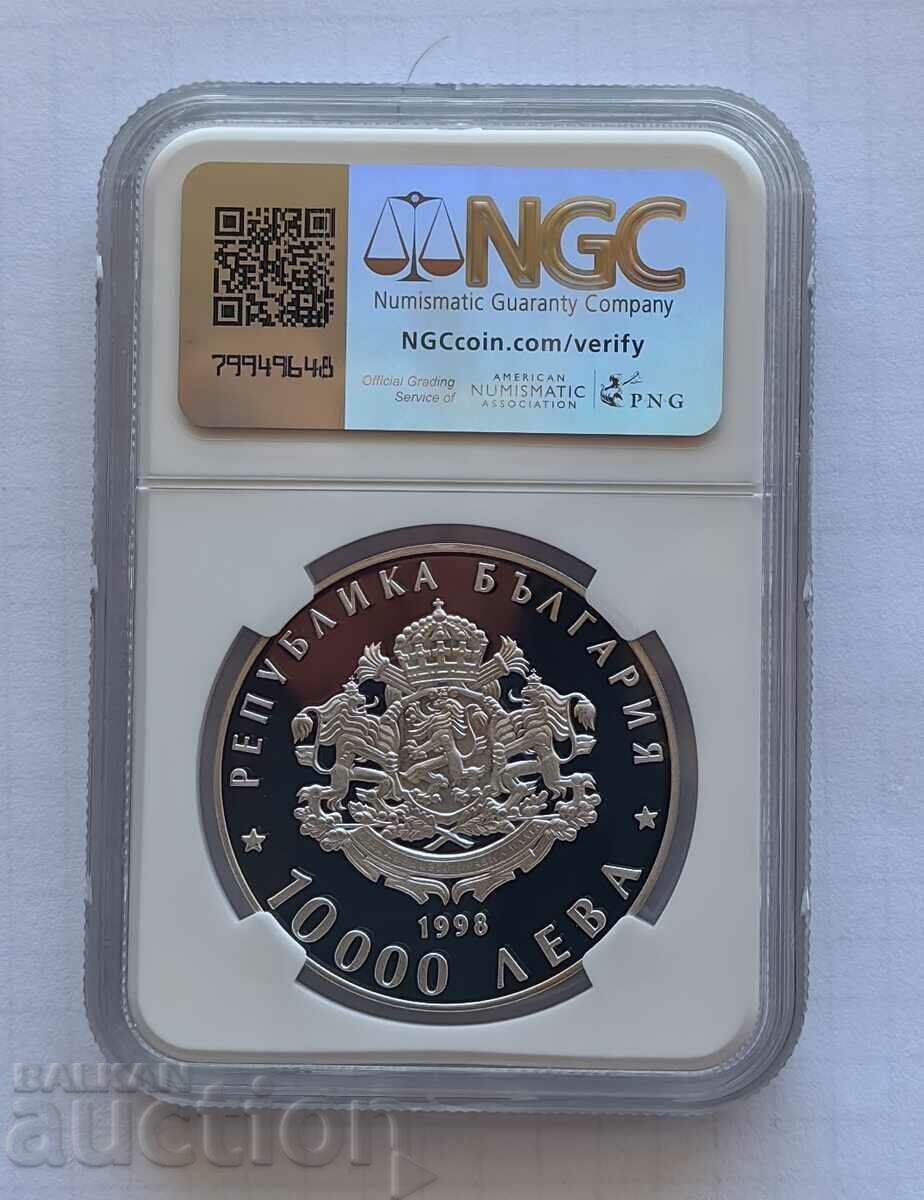 NGC
Numismatic Guaranty Company
NGCcoin.com/verify
79949648
Official Grading
Service of
AMERICAN
NUMISMATIC
ASSOCIATION
PNG
РЕПУБЛИКА БЪЛГАРИЯ
1998
10000 ЛЕВА
BALKAN
auction